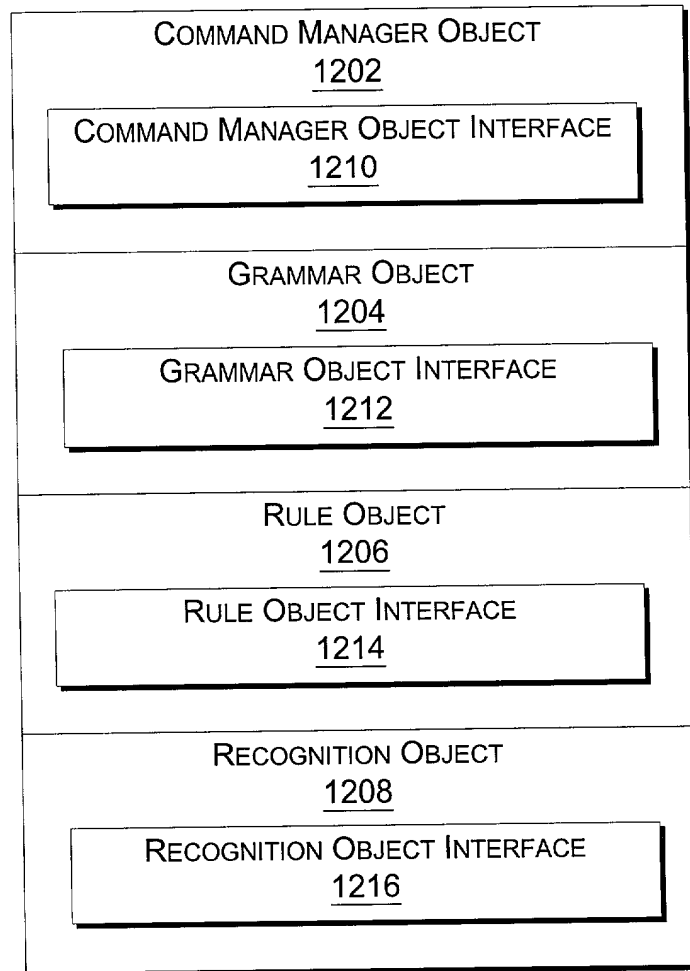 COMMAND MANAGER OBJECT
1202
COMMAND MANAGER OBJECT INTERFACE
1210
GRAMMAR OBJECT
1204
GRAMMAR OBJECT INTERFACE
1212
RULE OBJECT
1206
RULE OBJECT INTERFACE
1214
RECOGNITION OBJECT
1208
RECOGNITION OBJECT INTERFACE
1216